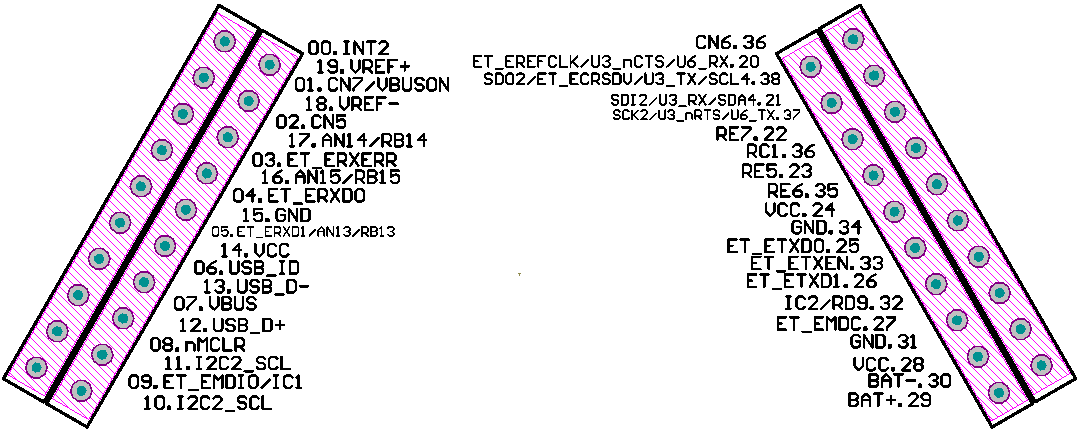 00.INT2
19.VREF+
01.CN7/VBUSON
18.VREF-
02.CN5
17.AN14/RB14
03.ET_ERXERR
16.AN15/RB15
04.ET_ERXD0
15.GND
05.ET_ERXD1/AN13/RB13
14.VCC
06.USB_ID
13.USB_D-
07.VBUS
12.USB_D+
08.nMCLR
11.I2C2_SCL
09.ET_EMDIO/IC1
10.I2C2_SCL
CN6.36
ET_EREFCLK/U3_nCTS/U6_RX.20
SDO2/ET_ECRSDV/U3_TX/SCL4.38
SDI2/U3_RX/SDA4.21
SCK2/U3_nRTS/U6_TX.37
RE7.22
RC1.36
RE5.23
RE6.35
VCC.24
GND.34
ET_ETXD0.25
ET_ETXEN.33
ET_ETXD1.26
IC2/RD9.32
ET_EMDC.27
GND.31
VCC.28
BAT-.30
BAT+.29